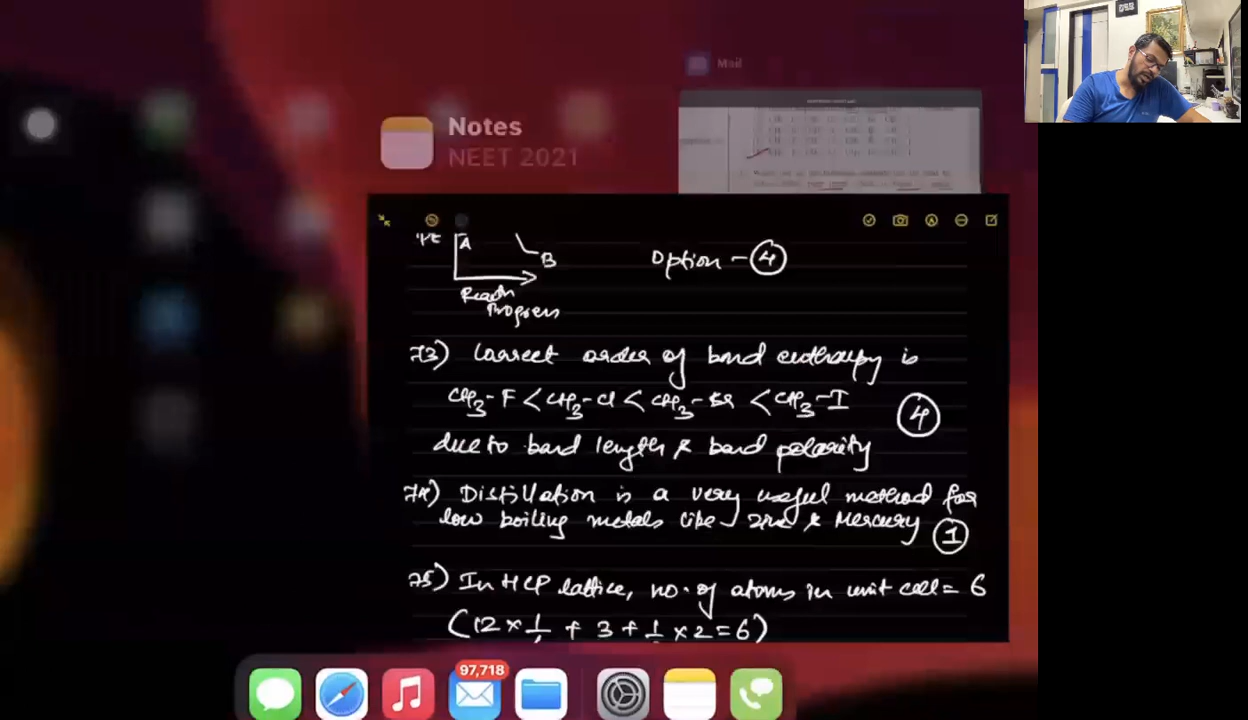 Mail
Notes
NEET 2021
A
B
Option - 4
Reactn
Progress
73) Correct order of bond enthalpy is
CH3-F < CH3-Cl < CH3-Br < CH3-I
4
due to bond length & bond polarity
74) Distillation is a very useful method for
low boiling metals like zinc & Mercury
1
75) In HCP lattice, no. of atoms in unit cell = 6
(12 × 1/ + 3 + 1/ × 2 = 6)
97,718